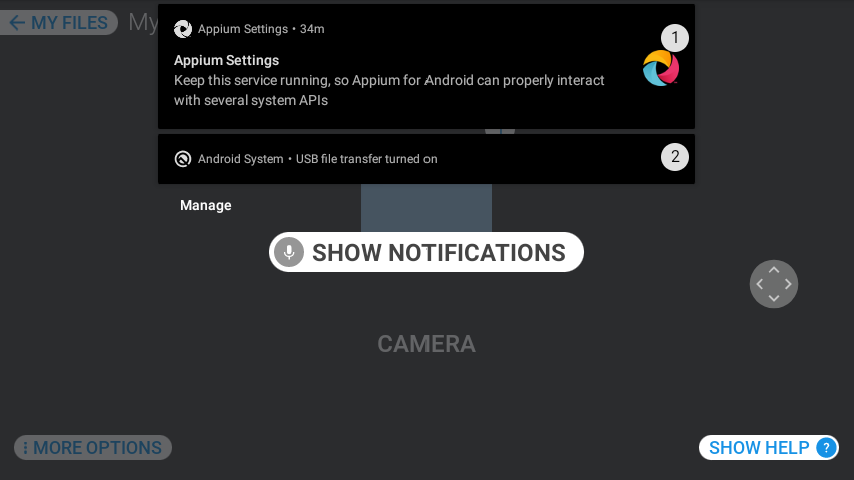 MY FILES
My
Appium Settings • 34m
1
Appium Settings
Keep this service running, so Appium for Android can properly interact
with several system APIs
Android System • USB file transfer turned on
2
Manage
SHOW NOTIFICATIONS
CAMERA
MORE OPTIONS
SHOW HELP ?